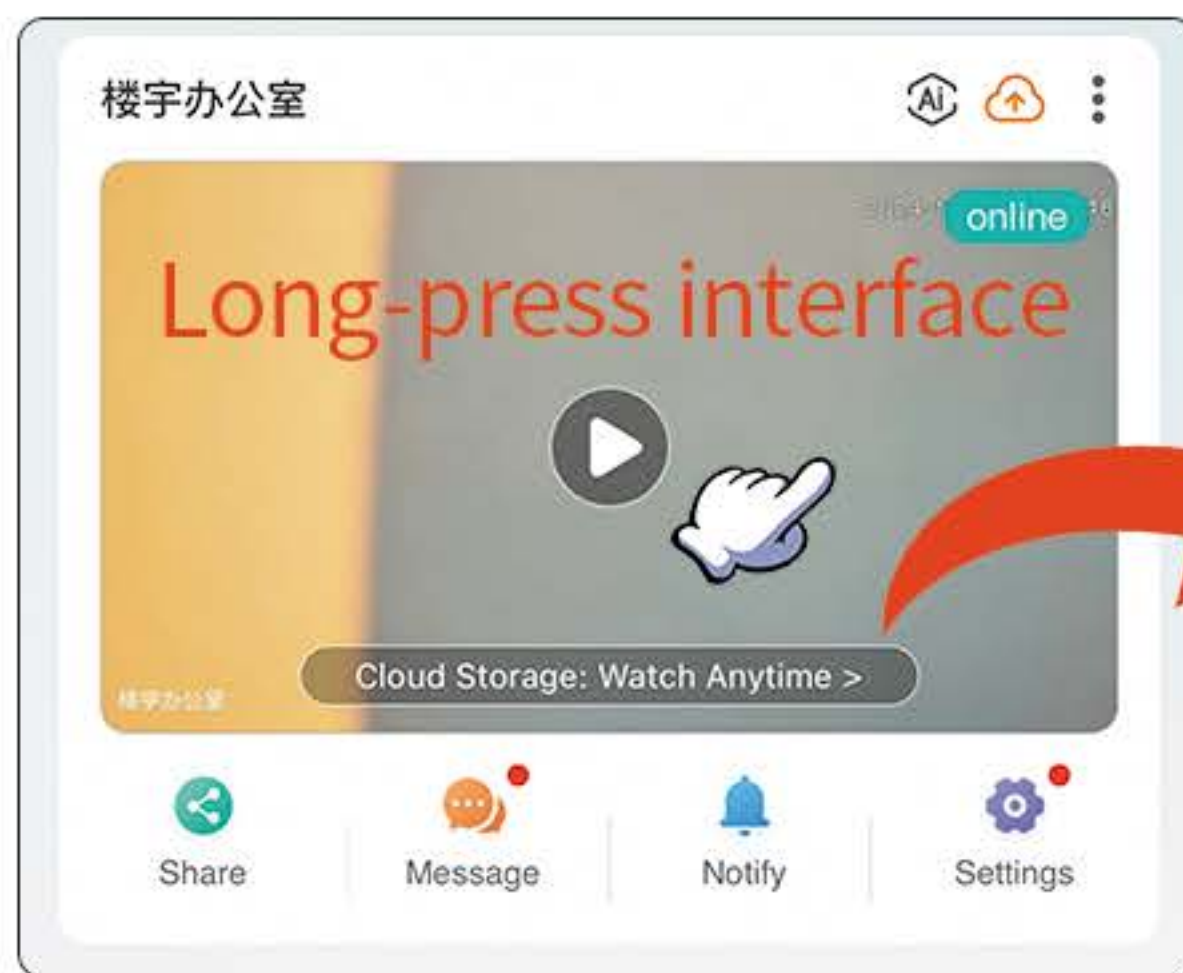 楼宇办公室
Ai
online
Long-press interface
Cloud Storage: Watch Anytime >
楼宇办公室
Share
Message
Notify
Settings